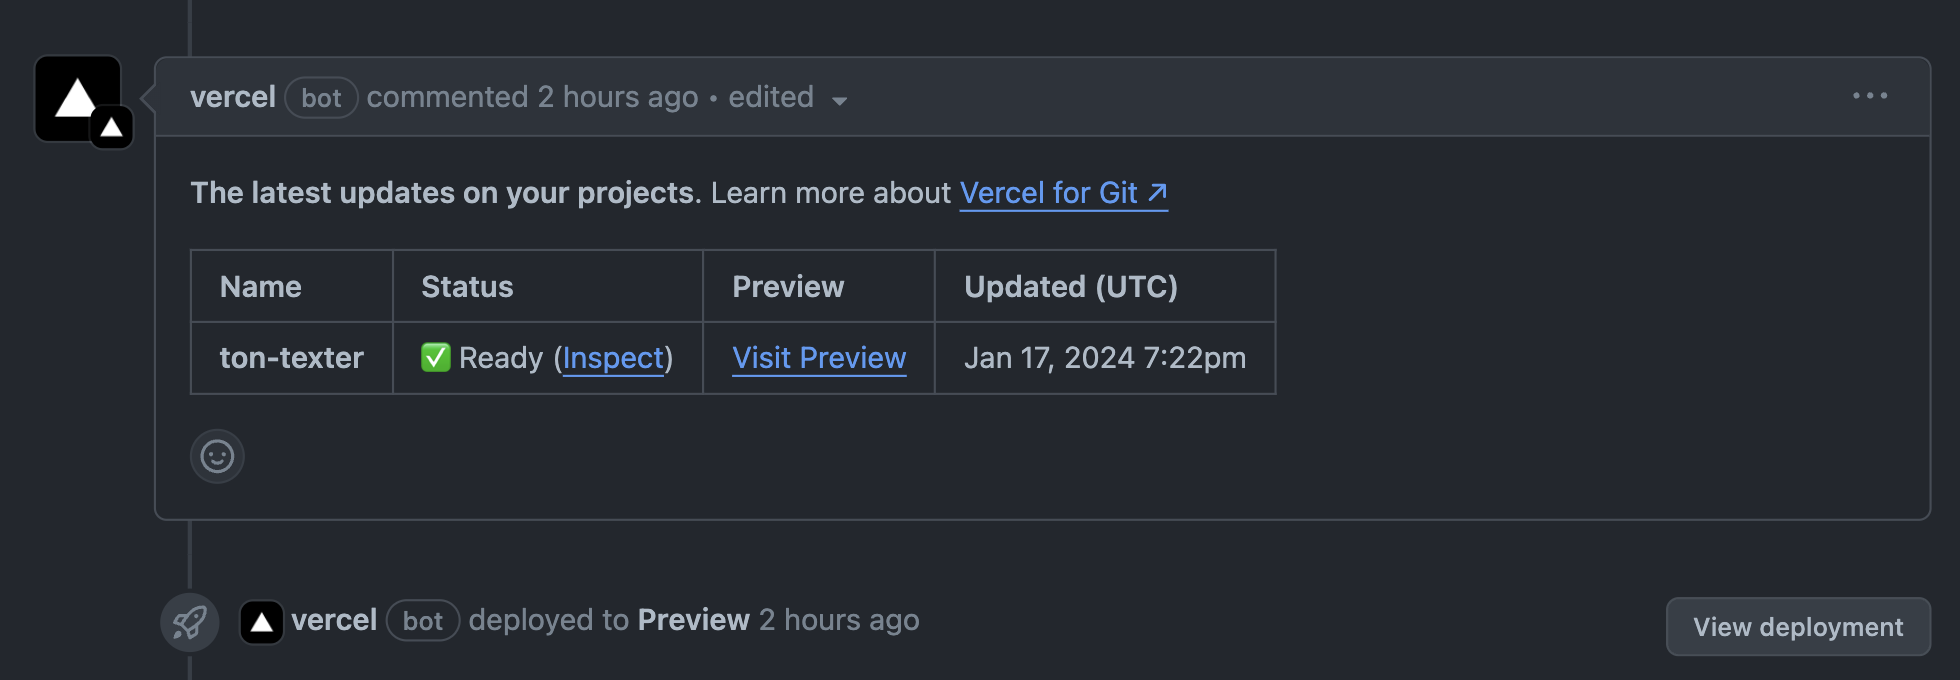 vercel bot commented 2 hours ago • edited
The latest updates on your projects. Learn more about Vercel for Git ↗
Name Status Preview Updated (UTC)
ton-texter ✅ Ready (Inspect) Visit Preview Jan 17, 2024 7:22pm
vercel bot deployed to Preview 2 hours ago
View deployment